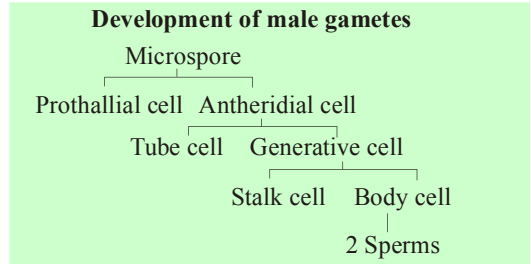 Development of male gametes
Microspore
Prothallial cell Antheridial cell
Tube cell Generative cell
Stalk cell Body cell
2 Sperms